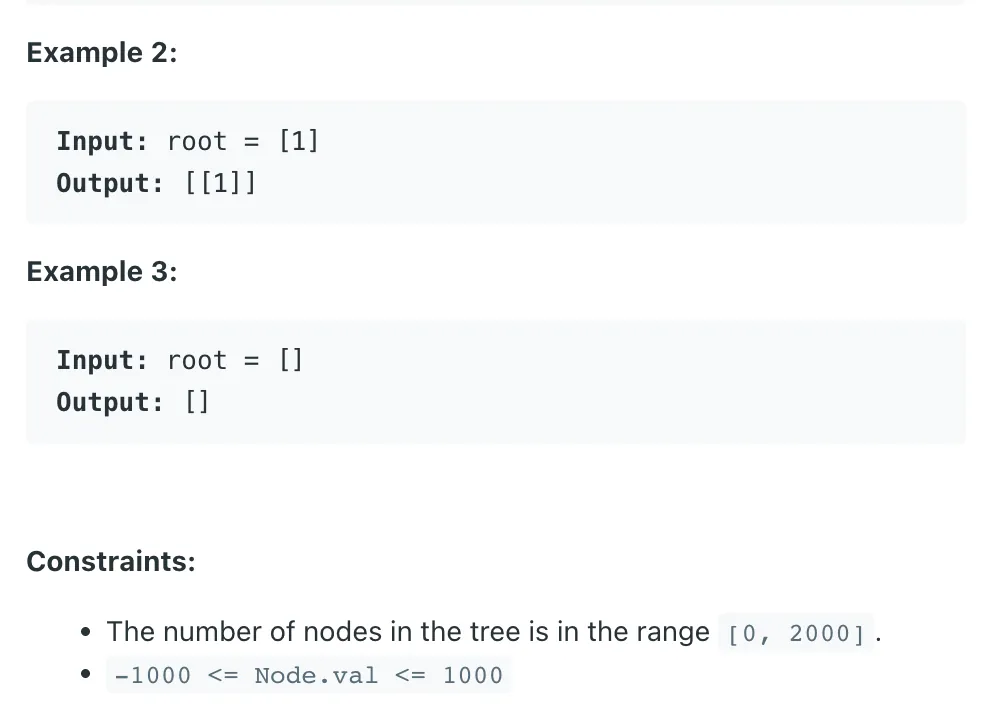 Example 2:
Input: root = [1]
Output: [[1]]
Example 3:
Input: root = []
Output: []
Constraints:
• The number of nodes in the tree is in the range [0, 2000].
• -1000 <= Node.val <= 1000